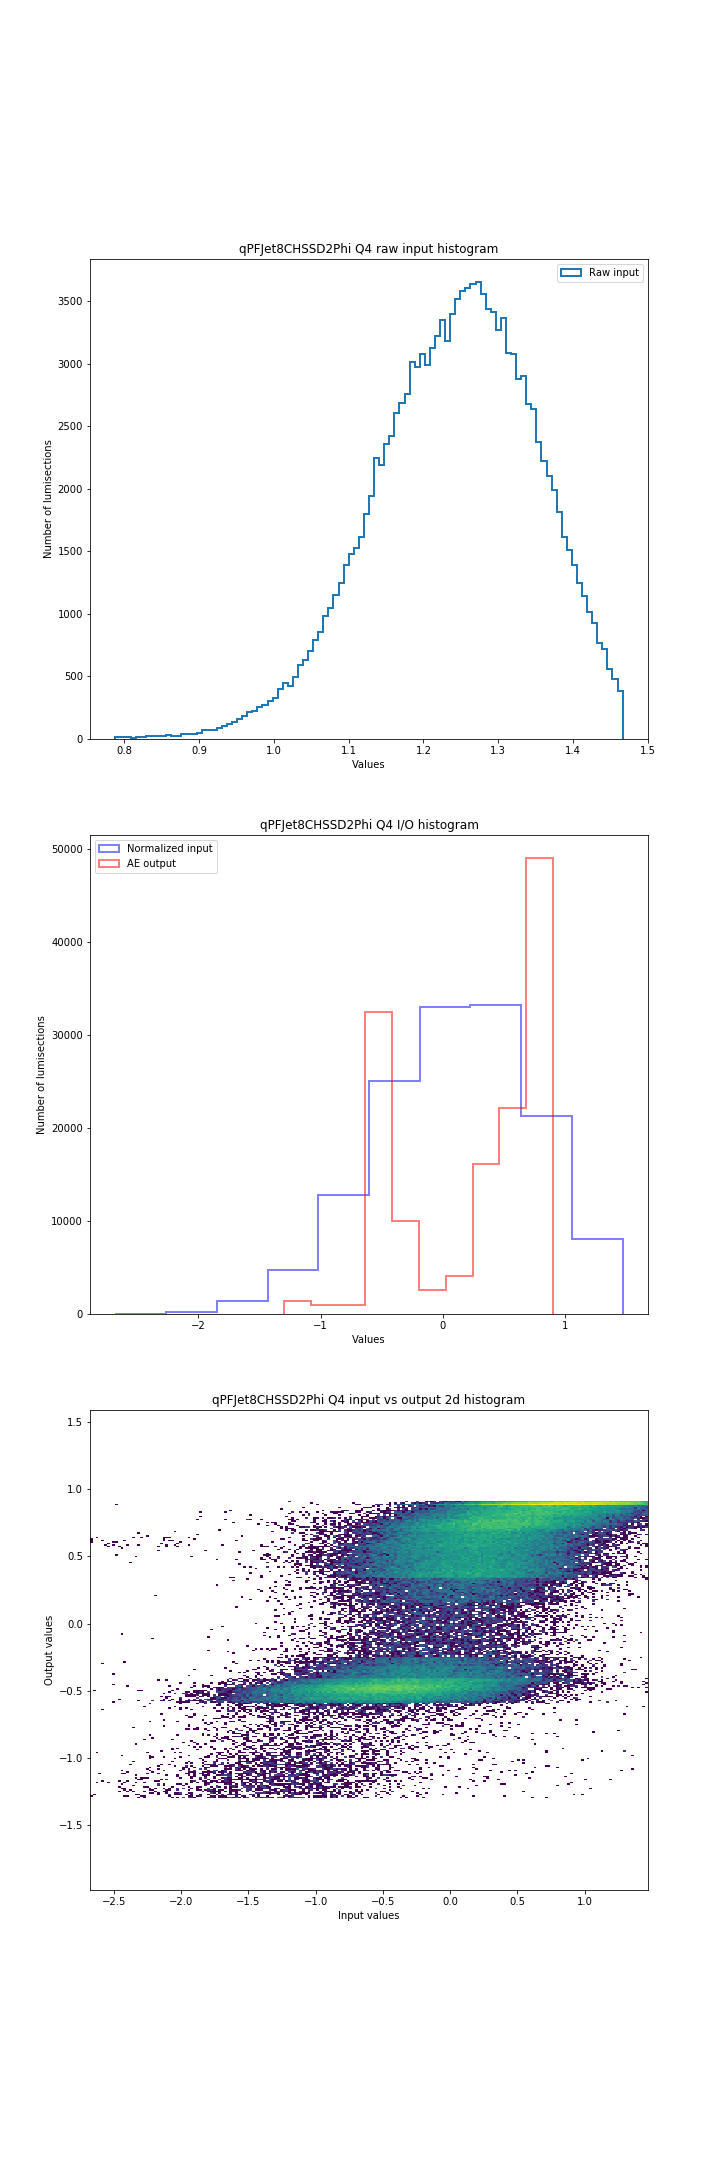 qPFJet8CHSSD2Phi Q4 raw input histogram
Raw input
3500
3000
2500
2000
1500
1000
500
0
Number of lumisections
0.8 0.9 1.0 1.1 1.2 1.3 1.4 1.5
Values
qPFJet8CHSSD2Phi Q4 I/O histogram
Normalized input
AE output
50000
40000
30000
20000
10000
0
Number of lumisections
−2 −1 0 1
Values
qPFJet8CHSSD2Phi Q4 input vs output 2d histogram
1.5
1.0
0.5
0.0
−0.5
−1.0
−1.5
Output values
−2.5 −2.0 −1.5 −1.0 −0.5 0.0 0.5 1.0
Input values